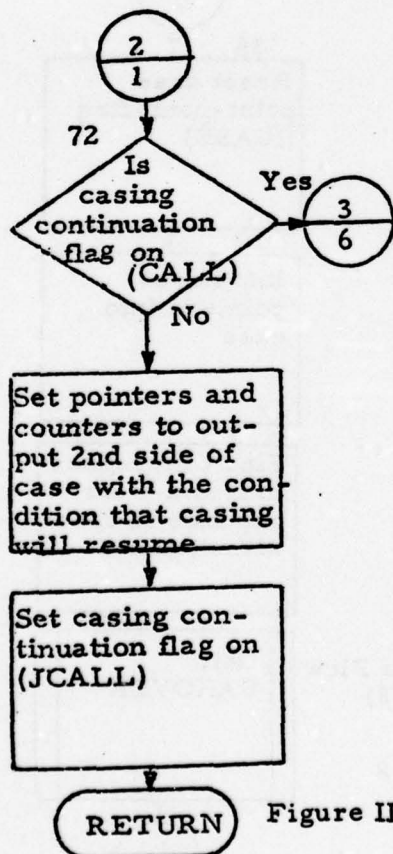 2
1
72
Is
casing
continuation
flag on
(CALL)
Yes
3
6
No
Set pointers and
counters to out-
put 2nd side of
case with the con-
dition that casing
will resume
Set casing con-
tinuation flag on
(JCALL)
RETURN
Figure II